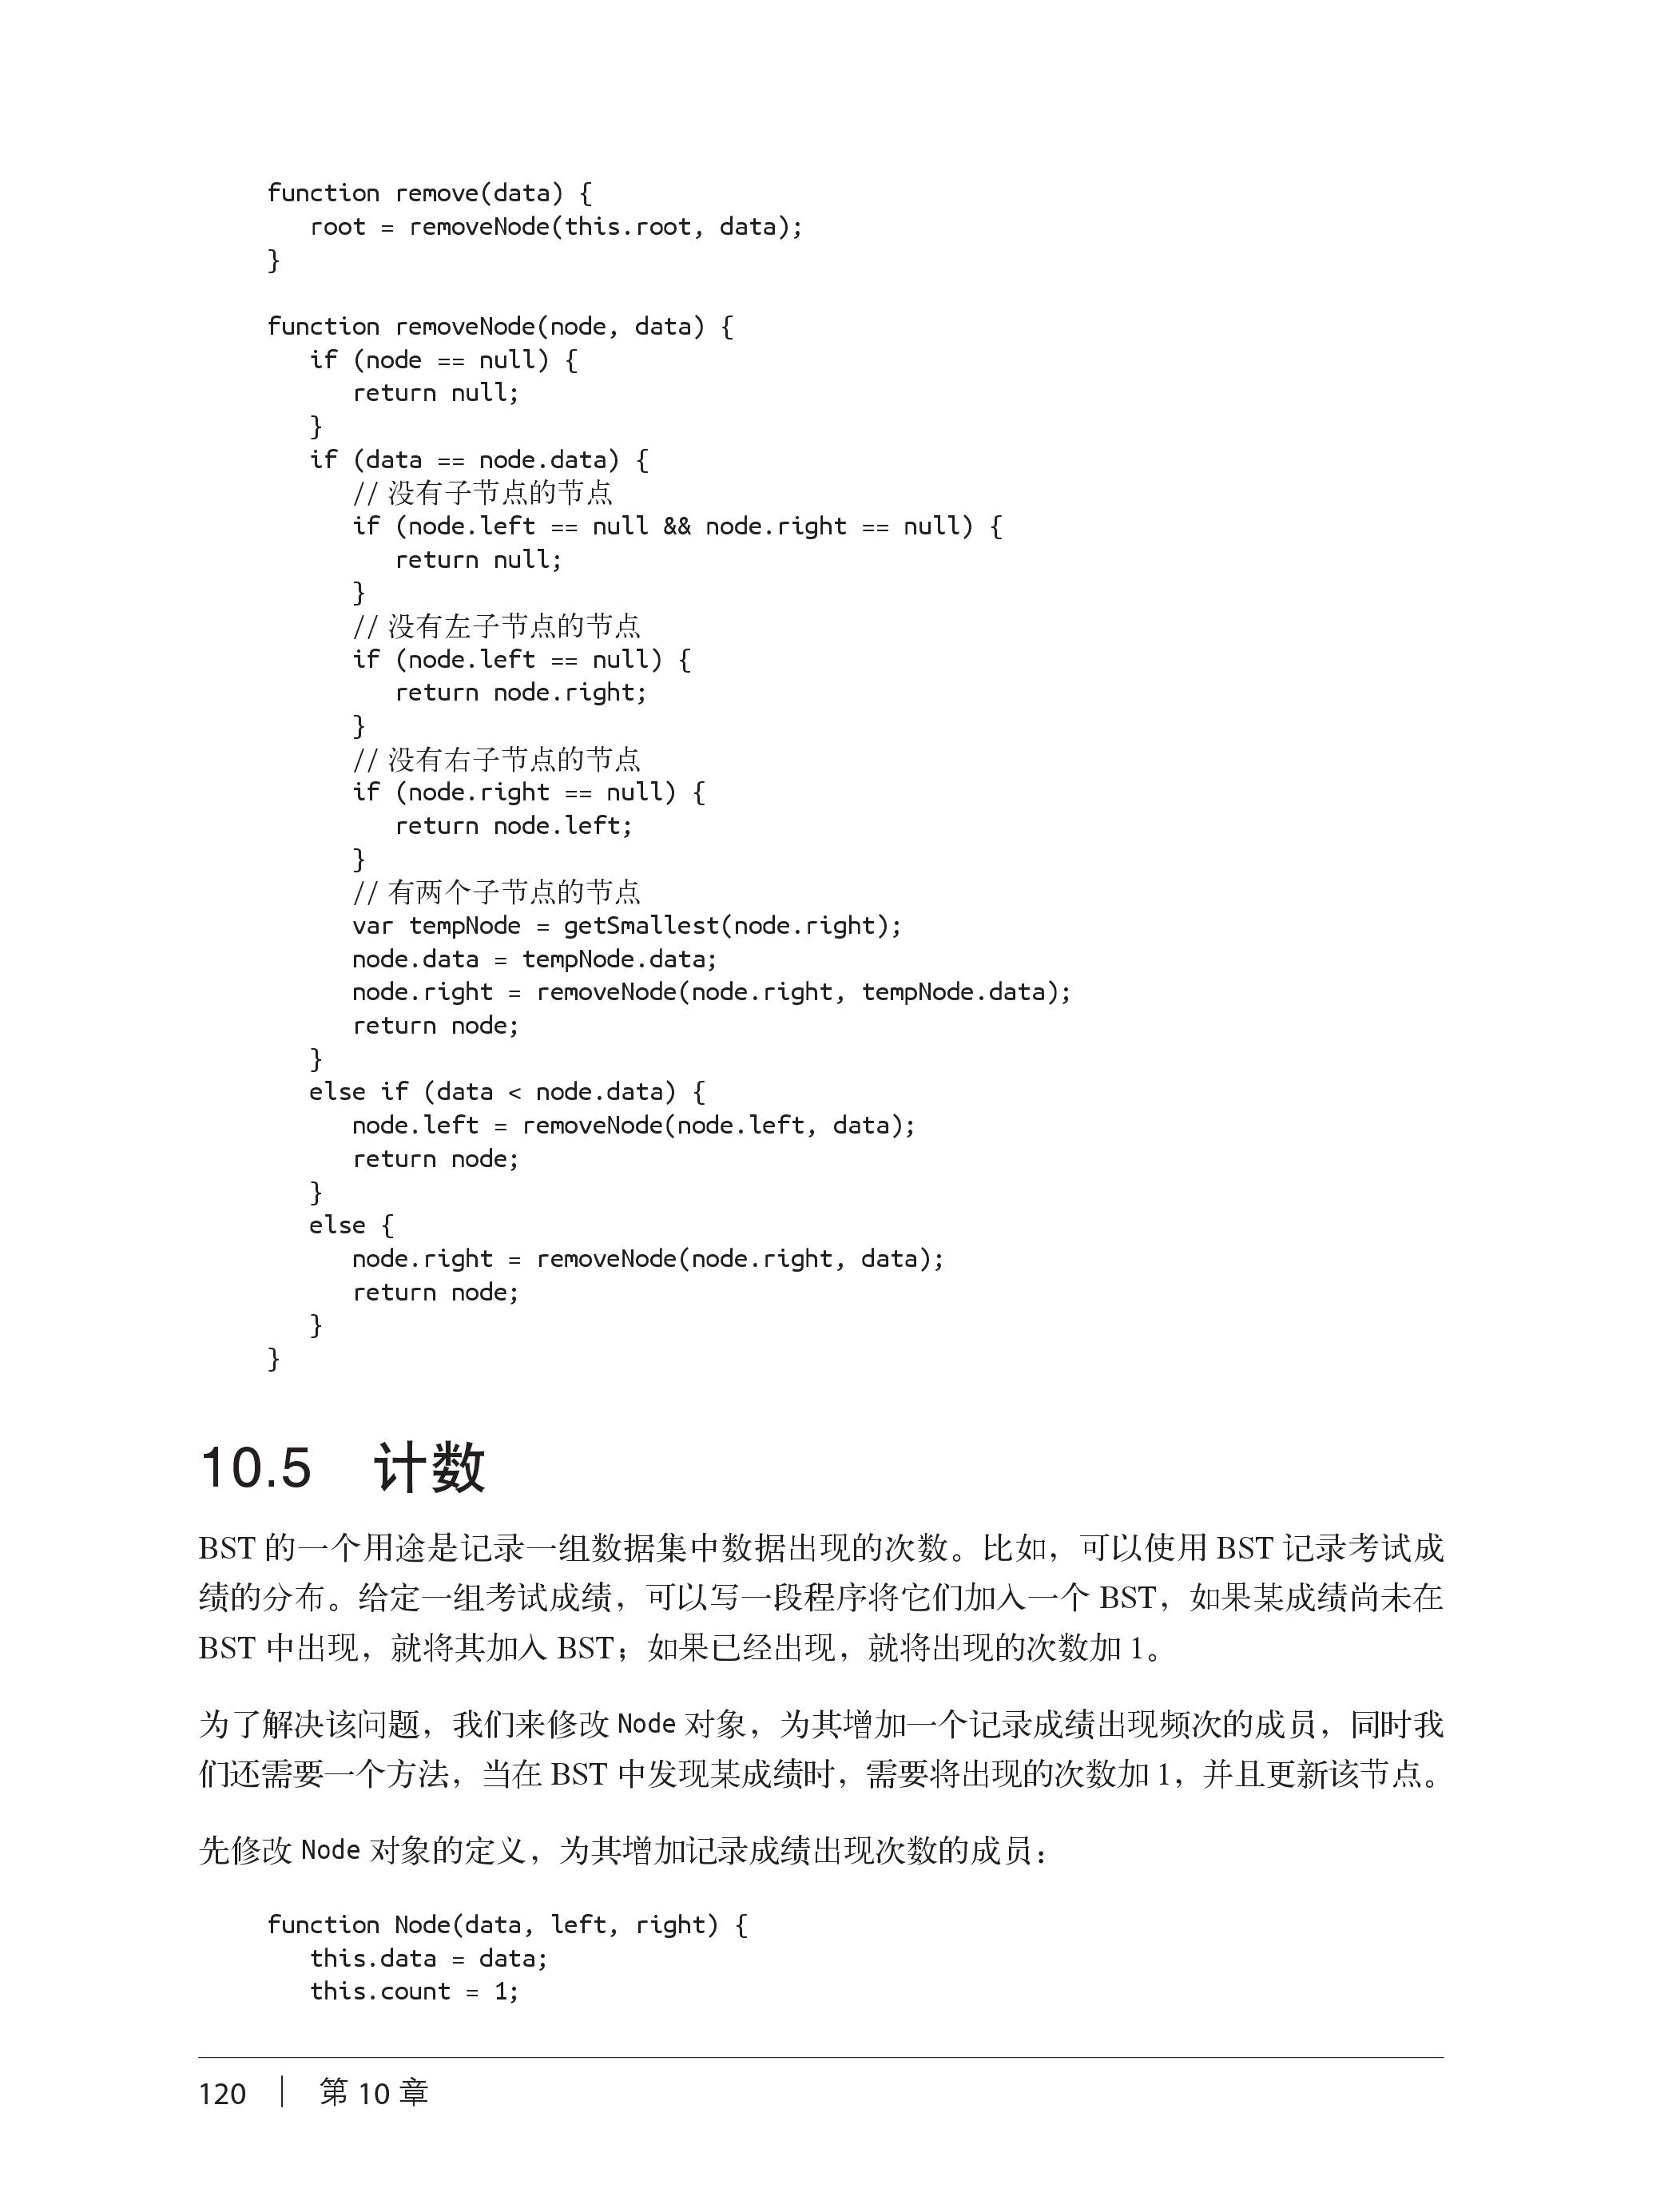 function remove(data) {
   root = removeNode(this.root, data);
}

function removeNode(node, data) {
   if (node == null) {
      return null;
   }
   if (data == node.data) {
      // 没有子节点的节点
      if (node.left == null && node.right == null) {
         return null;
      }
      // 没有左子节点的节点
      if (node.left == null) {
         return node.right;
      }
      // 没有右子节点的节点
      if (node.right == null) {
         return node.left;
      }
      // 有两个子节点的节点
      var tempNode = getSmallest(node.right);
      node.data = tempNode.data;
      node.right = removeNode(node.right, tempNode.data);
      return node;
   }
   else if (data < node.data) {
      node.left = removeNode(node.left, data);
      return node;
   }
   else {
      node.right = removeNode(node.right, data);
      return node;
   }
}

10.5 计数
BST 的一个用途是记录一组数据集中数据出现的次数。比如，可以使用 BST 记录考试成
绩的分布。给定一组考试成绩，可以写一段程序将它们加入一个 BST，如果某成绩尚未在
BST 中出现，就将其加入 BST；如果已经出现，就将出现的次数加 1。
为了解决该问题，我们来修改 Node 对象，为其增加一个记录成绩出现频次的成员，同时我
们还需要一个方法，当在 BST 中发现某成绩时，需要将出现的次数加 1，并且更新该节点。
先修改 Node 对象的定义，为其增加记录成绩出现次数的成员：
function Node(data, left, right) {
   this.data = data;
   this.count = 1;
120 | 第 10 章